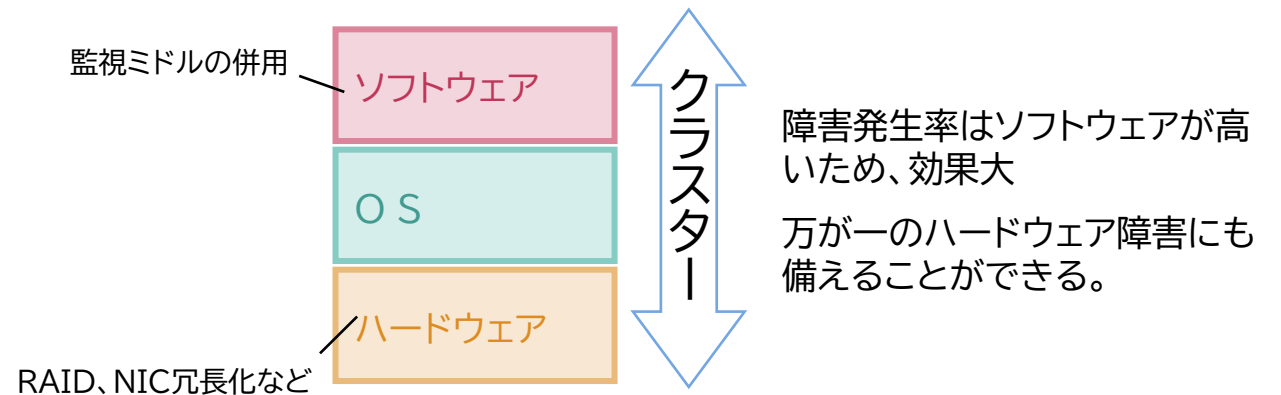 監視ミドルの併用
ソフトウェア
OS
ハードウェア
RAID、NIC冗長化など
クラスター
障害発生率はソフトウェアが高
いため、効果大
万が一のハードウェア障害にも
備えることができる。